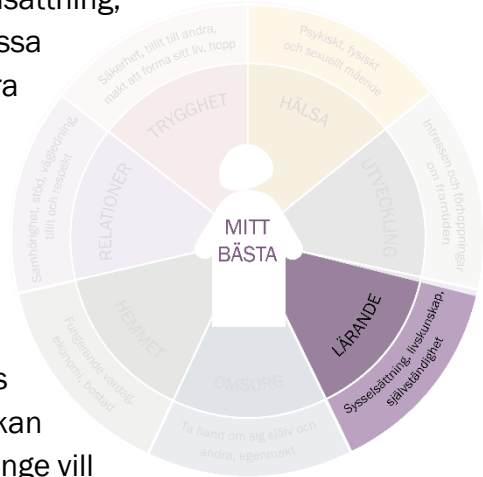 sättning,
ssa
ra
s
kan
nge vill
Säkerhet, tillit till andra,
makt att forma sitt liv, hopp
TRYGGHET
Psykiskt, fysiskt
och sexuellt mående
HÄLSA
Intressen och förhoppningar
om framtiden
UTVECKLING
Sysselsättning, livskunskap,
självständighet
LÄRANDE
Ta hand om sig själv och
andra, egenmakt
OMSORG
Fungerande vardag,
ekonomi, bostad
HEMME
Samhörighet, stöd, vägledning,
tillit och respekt
RELATIONER
MITT
BÄSTA